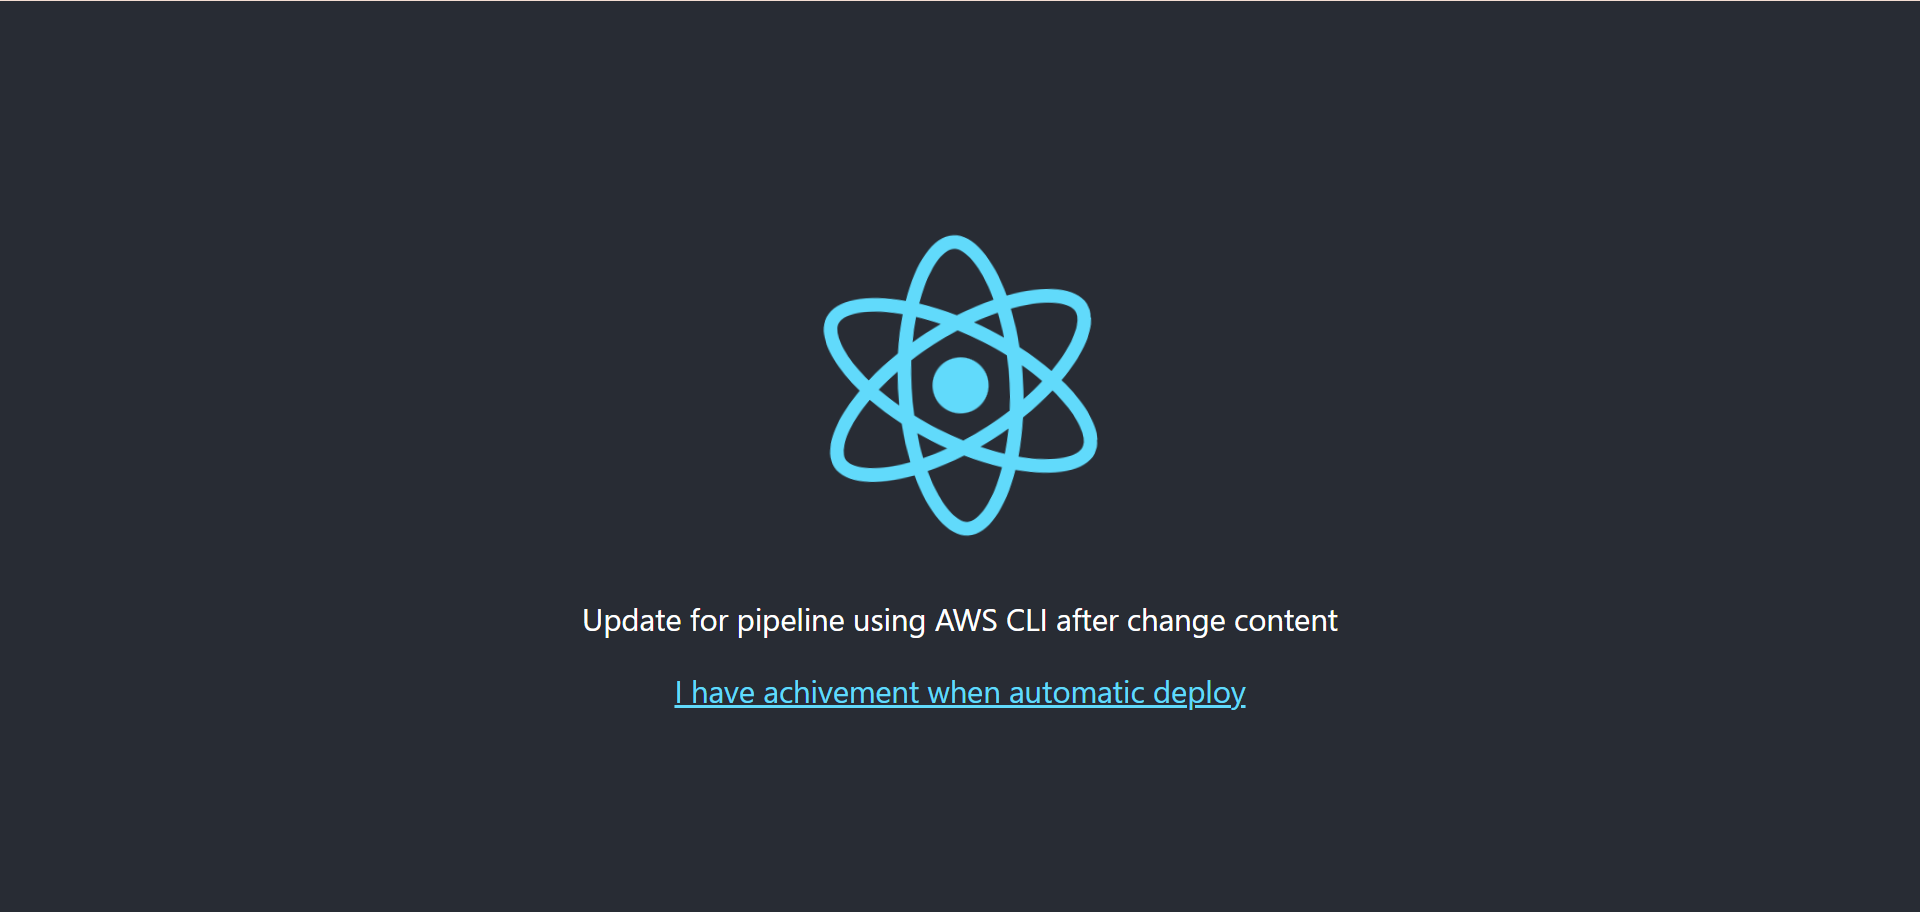 Update for pipeline using AWS CLI after change content
I have achivement when automatic deploy